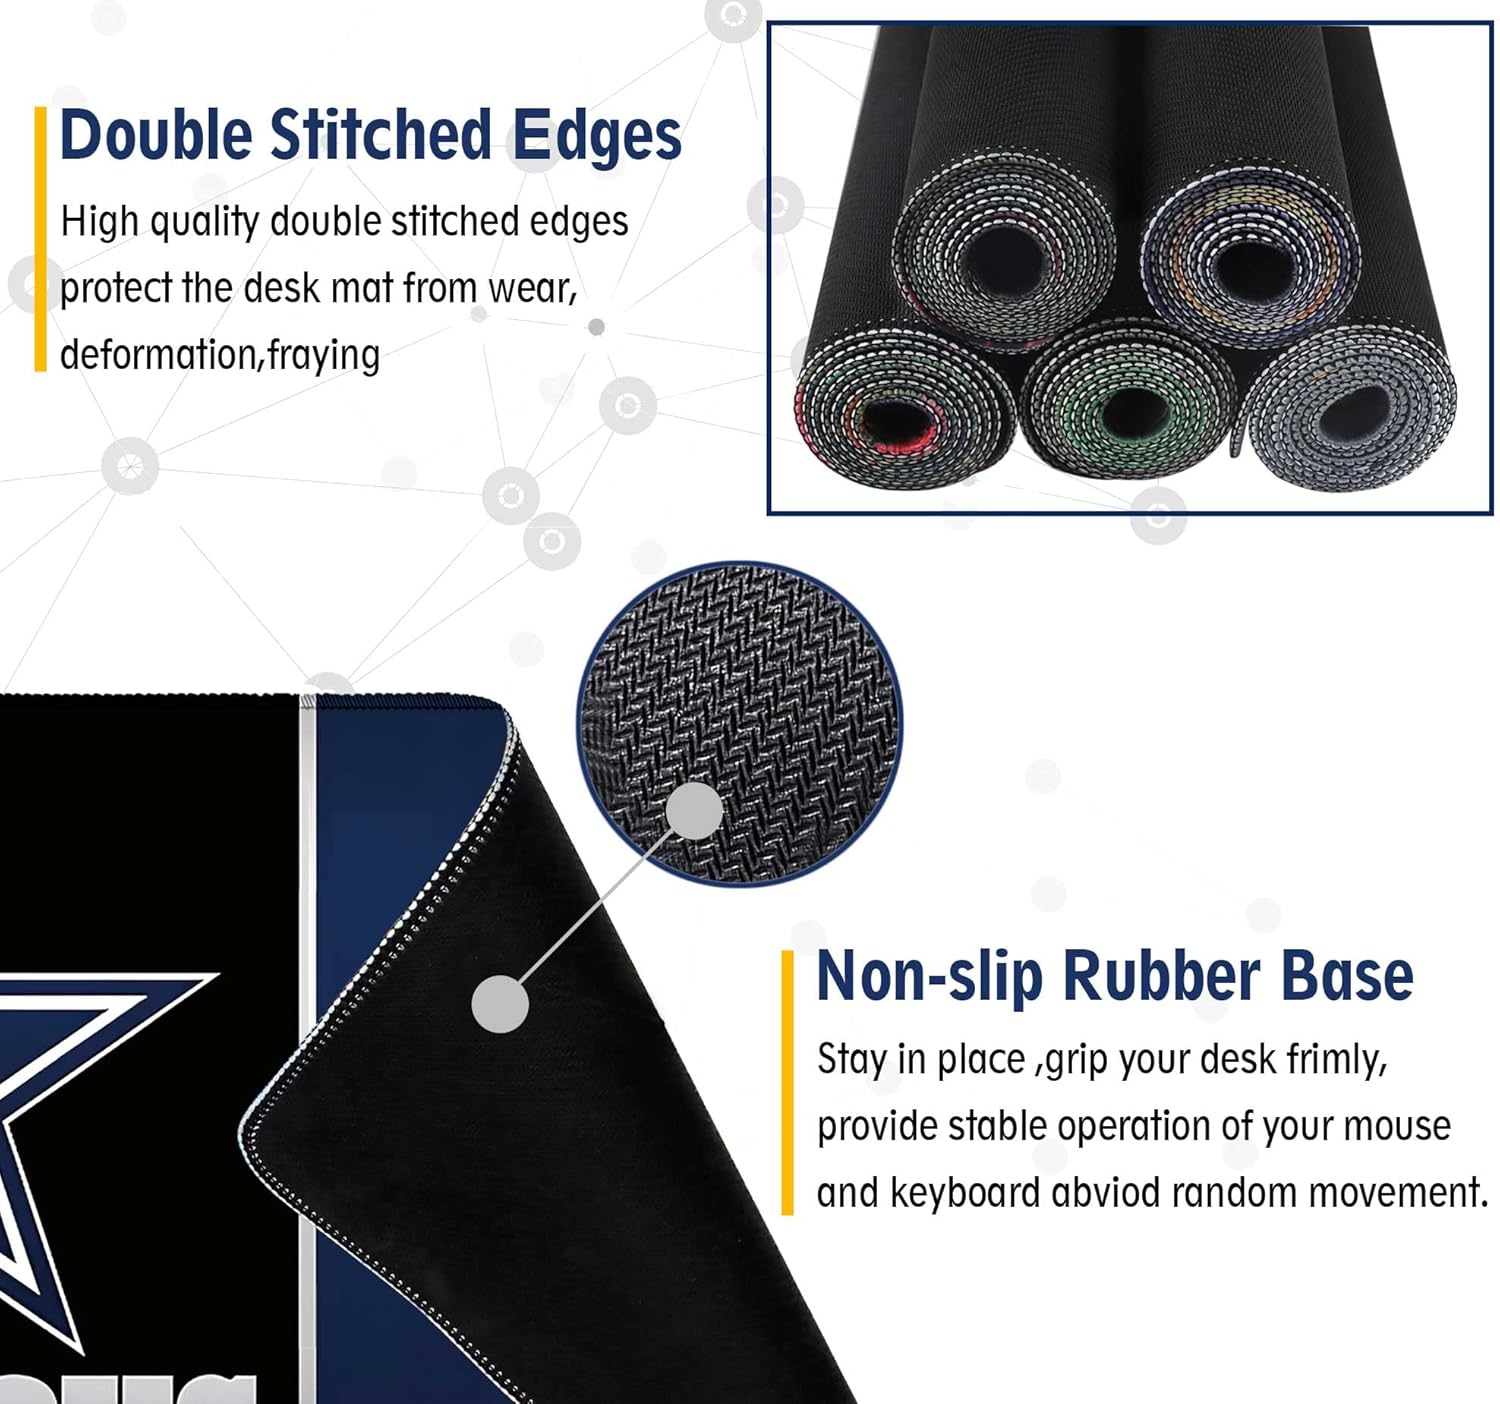 Double Stitched Edges
High quality double stitched edges
protect the desk mat from wear,
deformation,fraying
Non-slip Rubber Base
Stay in place ,grip your desk frimly,
provide stable operation of your mouse
and keyboard abviod random movement.